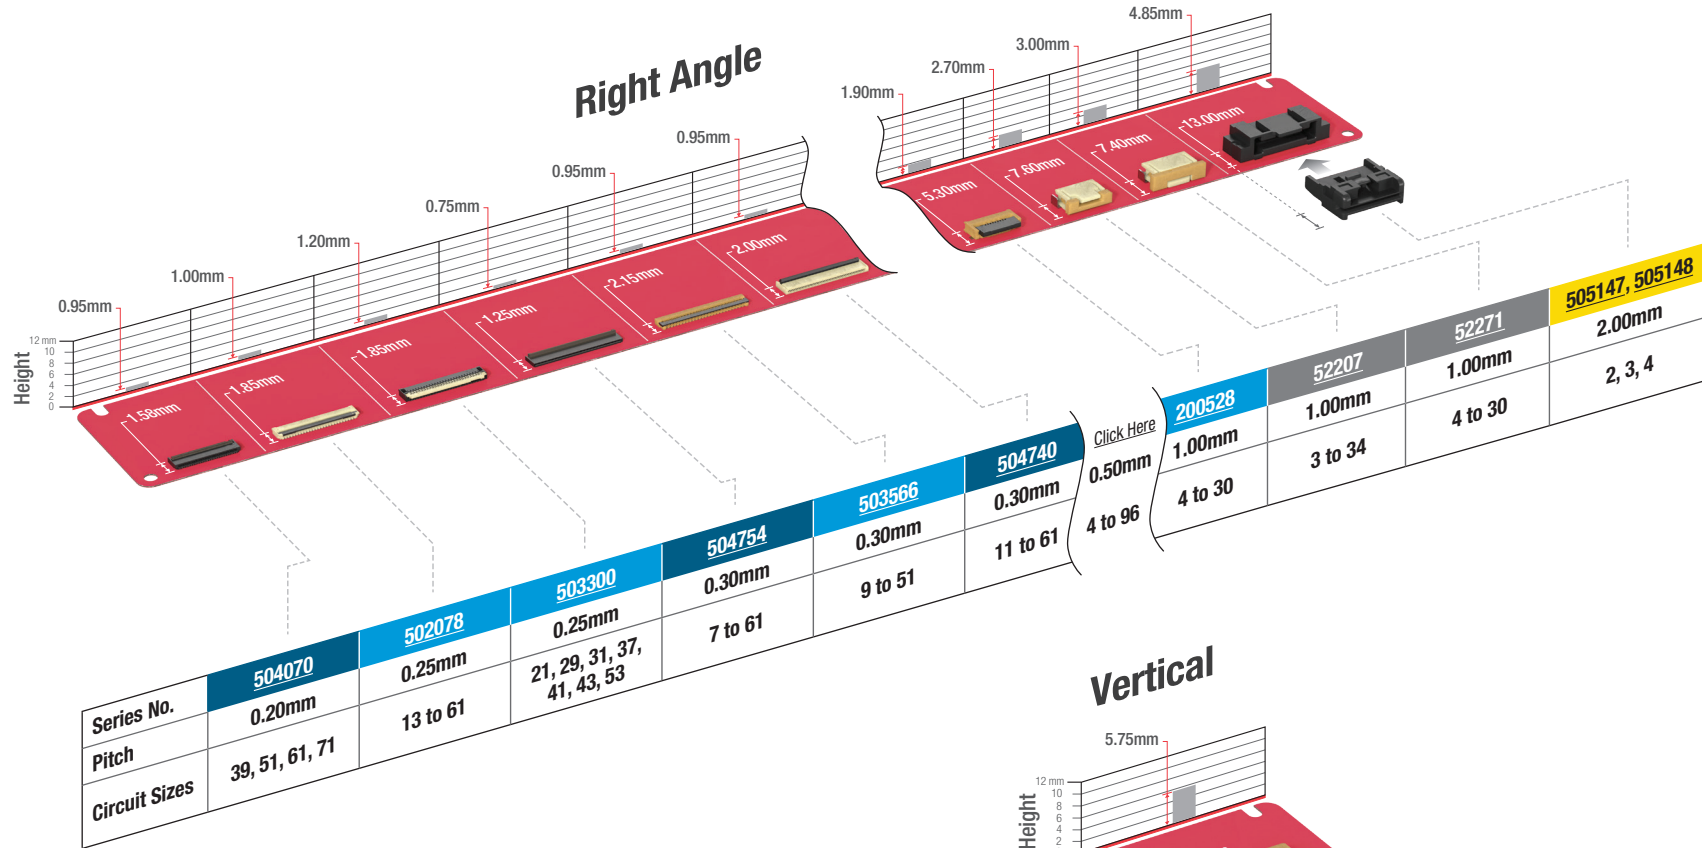 Right Angle
0.95mm
1.00mm
1.20mm
0.75mm
0.95mm
0.95mm
1.90mm
2.70mm
3.00mm
4.85mm
Height
12 mm
10
8
6
4
2
0
1.58mm
1.85mm
1.85mm
1.25mm
2.15mm
2.00mm
5.30mm
7.60mm
7.40mm
13.00mm
Series No.
504070
502078
503300
504754
503566
504740
Click Here
200528
52207
52271
505147, 505148
Pitch
0.20mm
0.25mm
0.25mm
0.30mm
0.30mm
0.30mm
0.50mm
1.00mm
1.00mm
1.00mm
2.00mm
Circuit Sizes
39, 51, 61, 71
13 to 61
21, 29, 31, 37,
41, 43, 53
7 to 61
9 to 51
11 to 61
4 to 96
4 to 30
3 to 34
4 to 30
2, 3, 4
Vertical
5.75mm
Height
12 mm
10
8
6
4
2